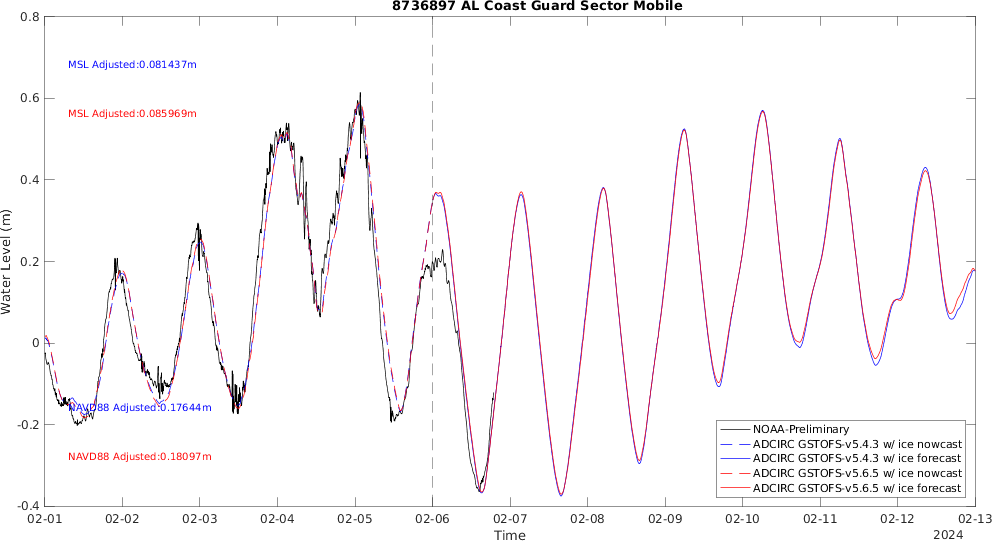 8736897 AL Coast Guard Sector Mobile
0.8
MSL Adjusted:0.081437m
0.6
MSL Adjusted:0.085969m
0.4
0.2
Water Level (m)
0
NAVD88 Adjusted:0.17644m
-0.2
NAVD88 Adjusted:0.18097m
-0.4
NOAA-Preliminary
ADCIRC GSTOFS-v5.4.3 w/ ice nowcast
ADCIRC GSTOFS-v5.4.3 w/ ice forecast
ADCIRC GSTOFS-v5.6.5 w/ ice nowcast
ADCIRC GSTOFS-v5.6.5 w/ ice forecast
02-01 02-02 02-03 02-04 02-05 02-06 02-07 02-08 02-09 02-10 02-11 02-12 02-13
Time
2024